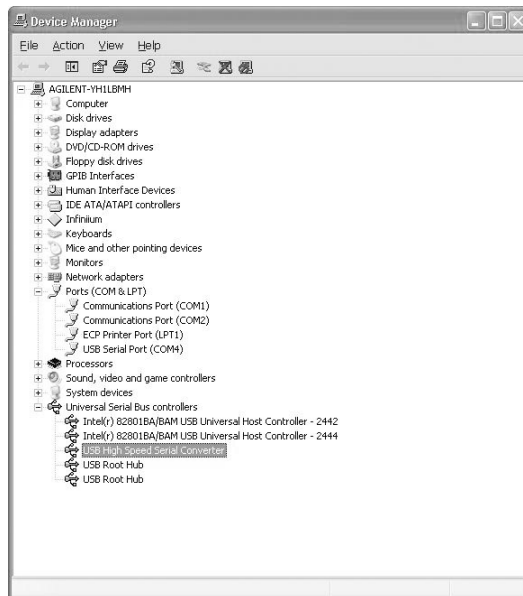 Device Manager
File Action View Help
AGILENT-YH1LBMH
Computer
Disk drives
Display adapters
DVD/CD-ROM drives
Floppy disk drives
GPIB Interfaces
Human Interface Devices
IDE ATA/ATAPI controllers
Infiniium
Keyboards
Mice and other pointing devices
Monitors
Network adapters
Ports (COM & LPT)
Communications Port (COM1)
Communications Port (COM2)
ECP Printer Port (LPT1)
USB Serial Port (COM4)
Processors
Sound, video and game controllers
System devices
Universal Serial Bus controllers
Intel(r) 82801BA/BAM USB Universal Host Controller - 2442
Intel(r) 82801BA/BAM USB Universal Host Controller - 2444
USB High Speed Serial Converter
USB Root Hub
USB Root Hub